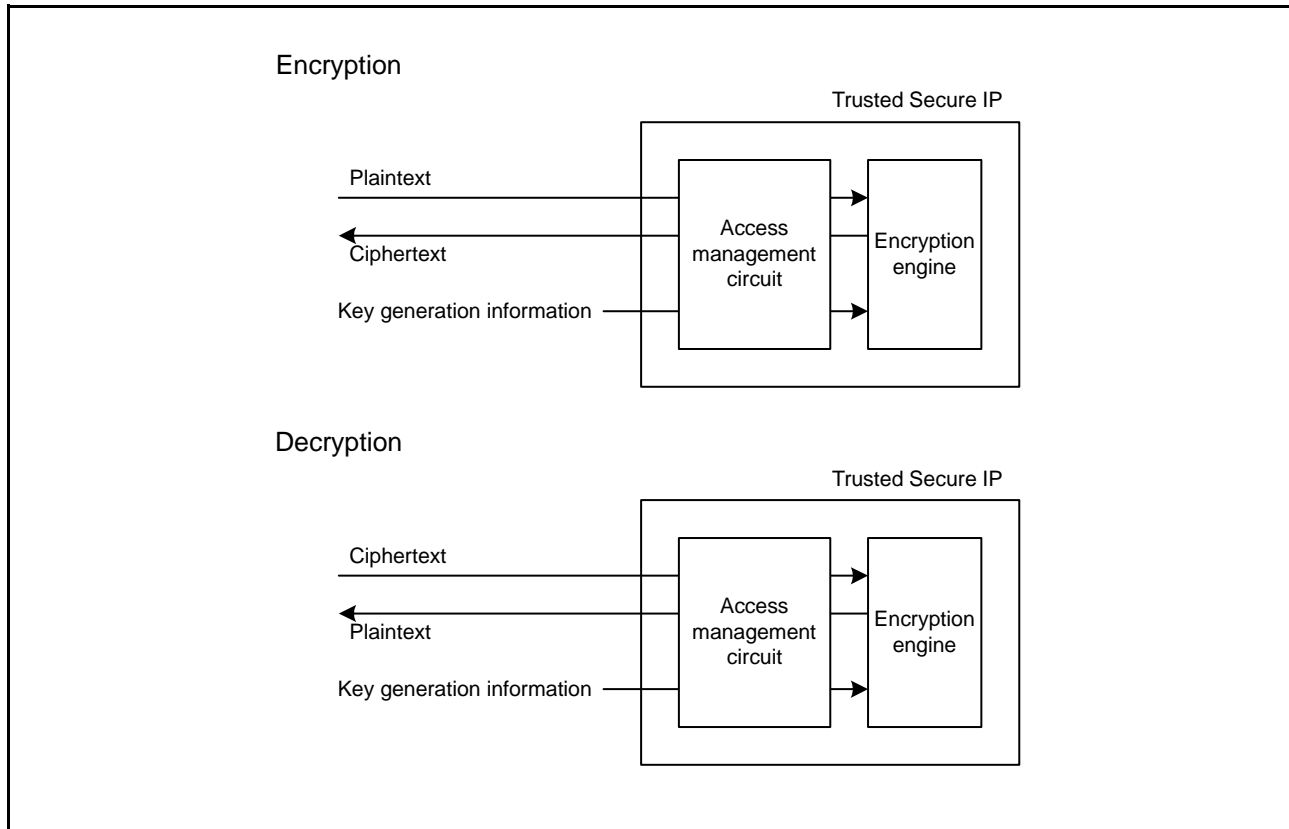 Encryption
Trusted Secure IP
Plaintext
Ciphertext
Key generation information
Access
management
circuit
Encryption
engine
Decryption
Trusted Secure IP
Ciphertext
Plaintext
Key generation information
Access
management
circuit
Encryption
engine